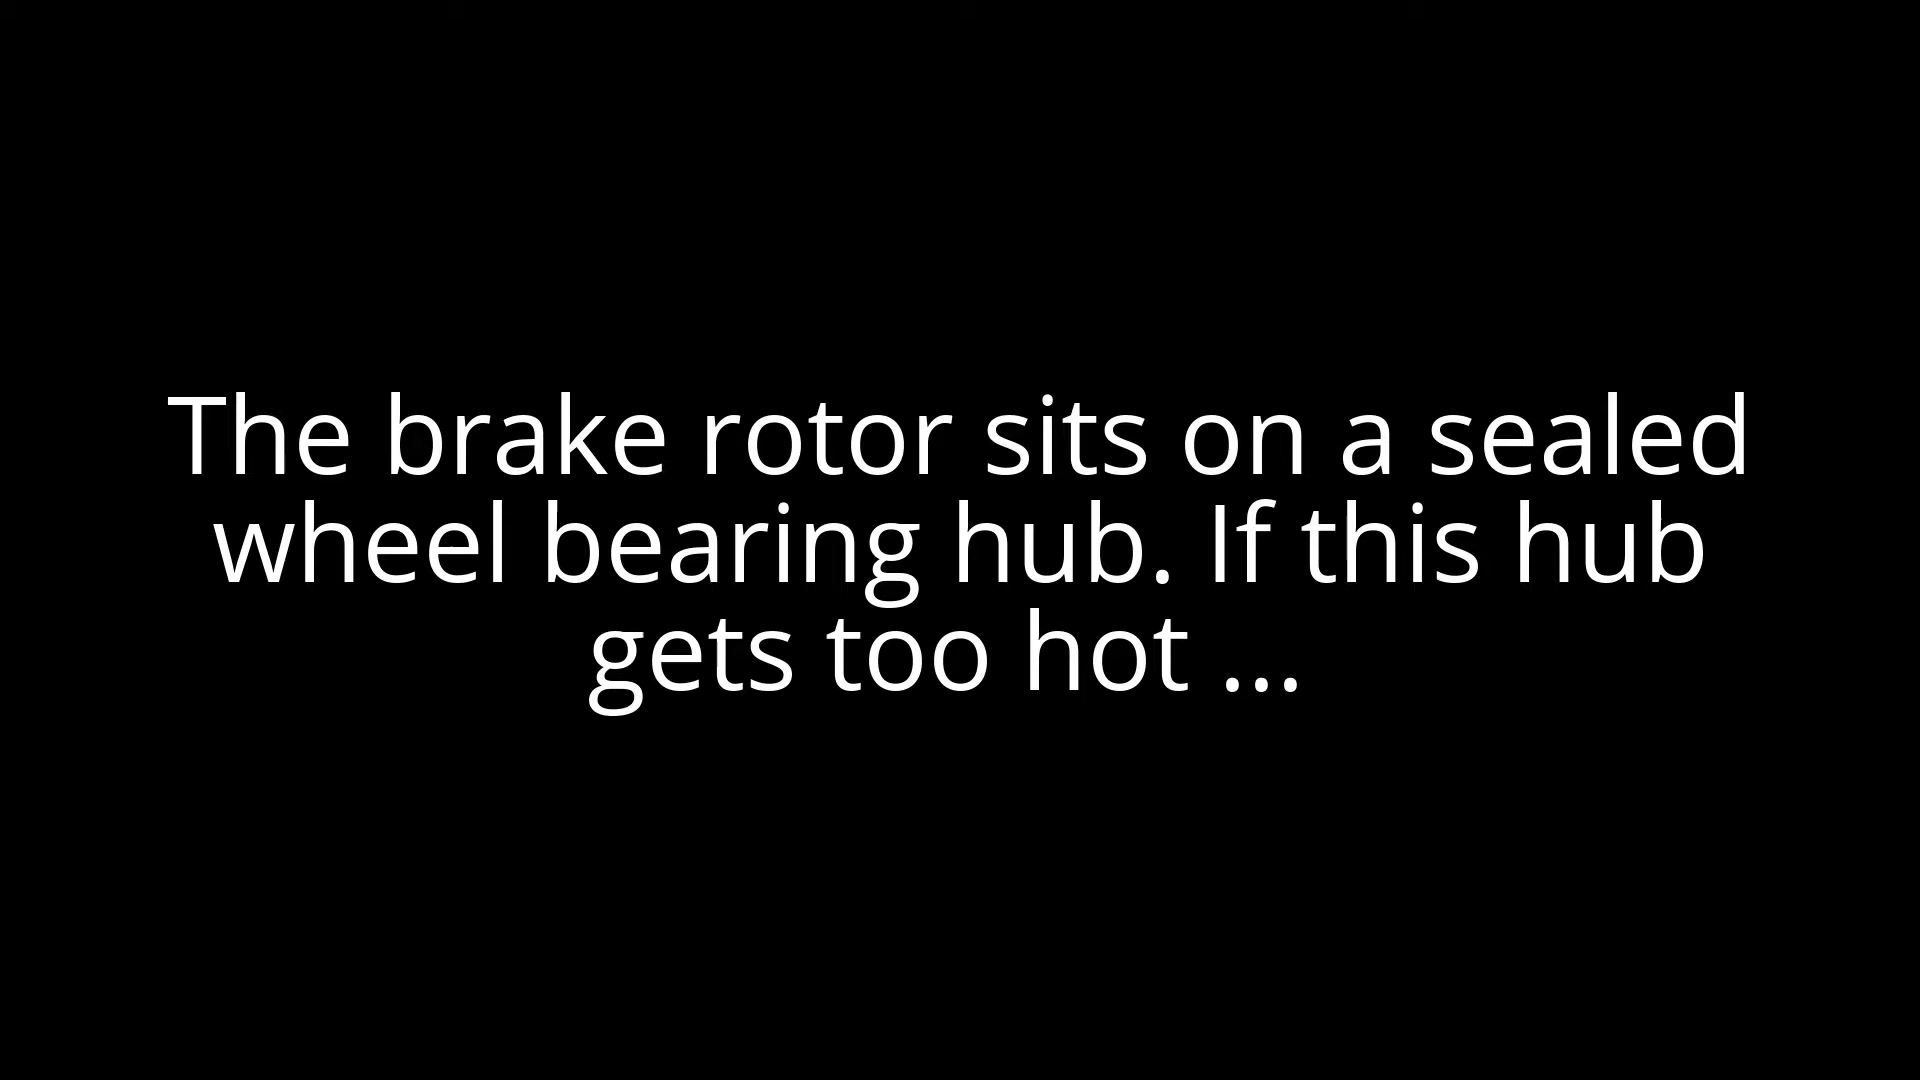 The brake rotor sits on a sealed
wheel bearing hub. If this hub
gets too hot ...